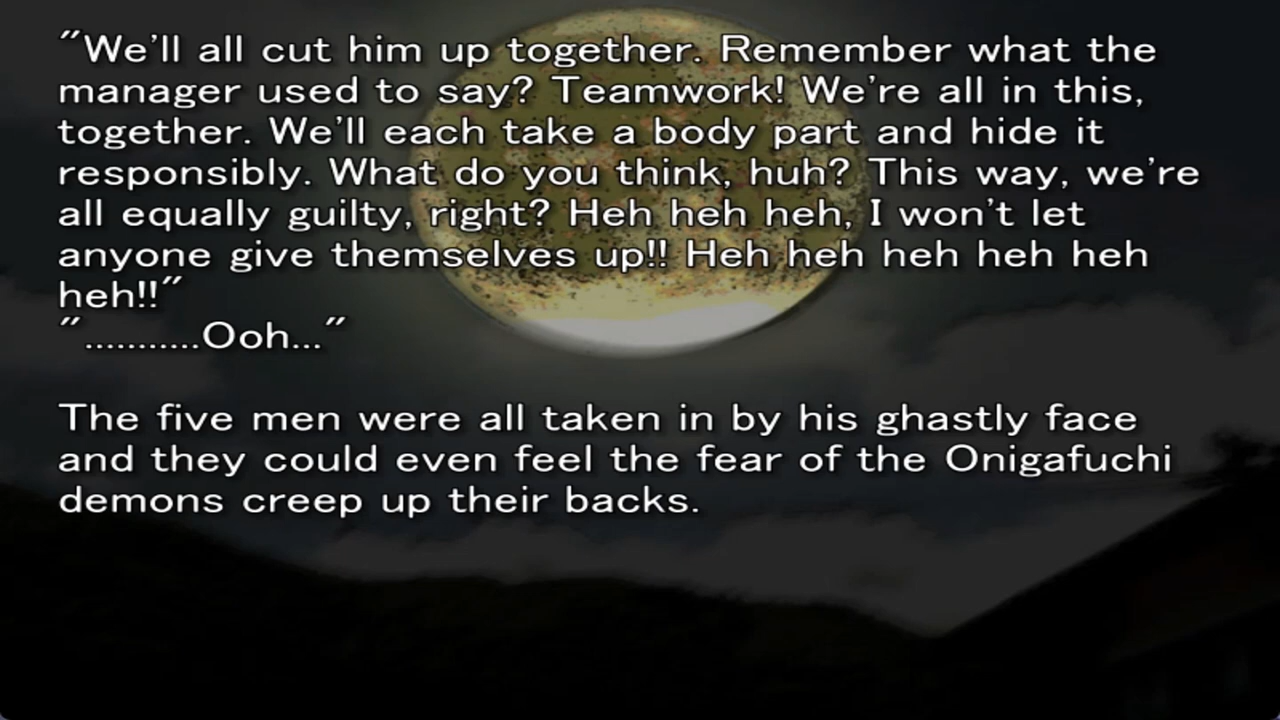 "We'll all cut him up together. Remember what the
manager used to say? Teamwork! We're all in this,
together. We'll each take a body part and hide it
responsibly. What do you think, huh? This way, we're
all equally guilty, right? Heh heh heh, I won't let
anyone give themselves up!! Heh heh heh heh heh
heh!!"
"...........Ooh..."
The five men were all taken in by his ghastly face
and they could even feel the fear of the Onigafuchi
demons creep up their backs.